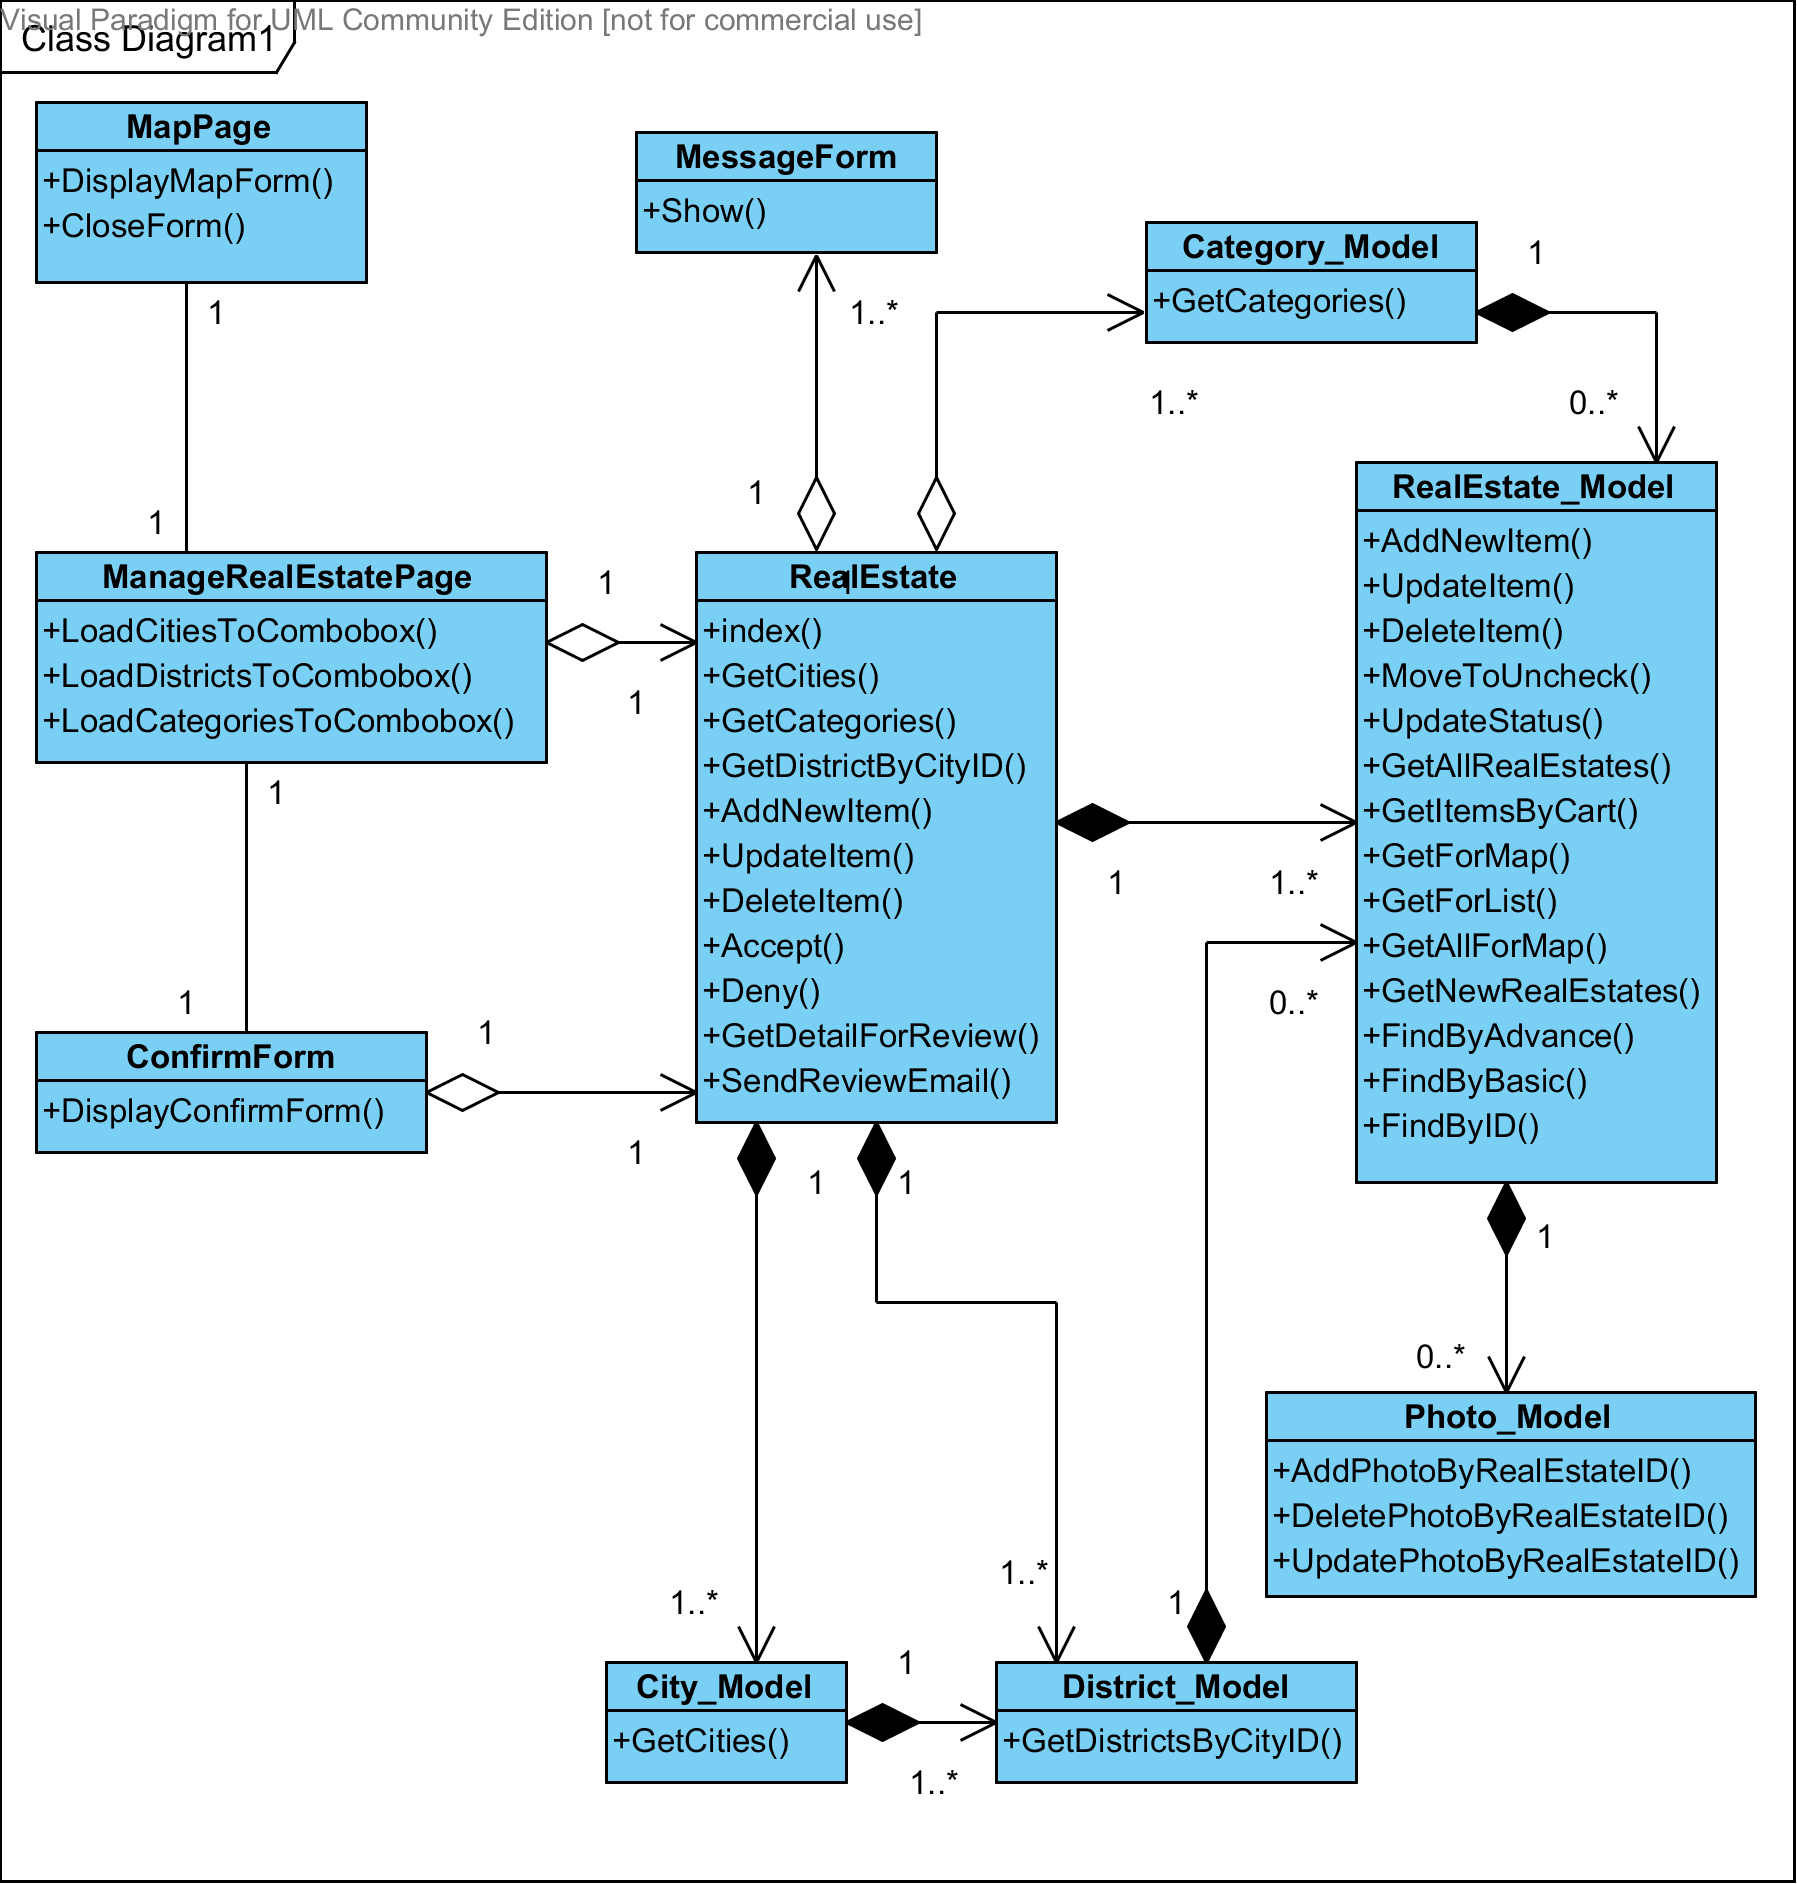 Visual Paradigm for UML Community Edition [not for commercial use]
Class Diagram1
MapPage
+DisplayMapForm()
+CloseForm()
1
1
MessageForm
+Show()
1..*
1
Category_Model
+GetCategories()
1
1..*
0..*
ManageRealEstatePage
+LoadCitiesToCombobox()
+LoadDistrictsToCombobox()
+LoadCategoriesToCombobox()
1
1
1
1
ConfirmForm
+DisplayConfirmForm()
1
1
RealEstate
+index()
+GetCities()
+GetCategories()
+GetDistrictByCityID()
+AddNewItem()
+UpdateItem()
+DeleteItem()
+Accept()
+Deny()
+GetDetailForReview()
+SendReviewEmail()
1
1..*
0..*
RealEstate_Model
+AddNewItem()
+UpdateItem()
+DeleteItem()
+MoveToUncheck()
+UpdateStatus()
+GetAllRealEstates()
+GetItemsByCart()
+GetForMap()
+GetForList()
+GetAllForMap()
+GetNewRealEstates()
+FindByAdvance()
+FindByBasic()
+FindByID()
1
1
1
0..*
Photo_Model
+AddPhotoByRealEstateID()
+DeletePhotoByRealEstateID()
+UpdatePhotoByRealEstateID()
1..*
1..*
1
City_Model
+GetCities()
1
1..*
District_Model
+GetDistrictsByCityID()